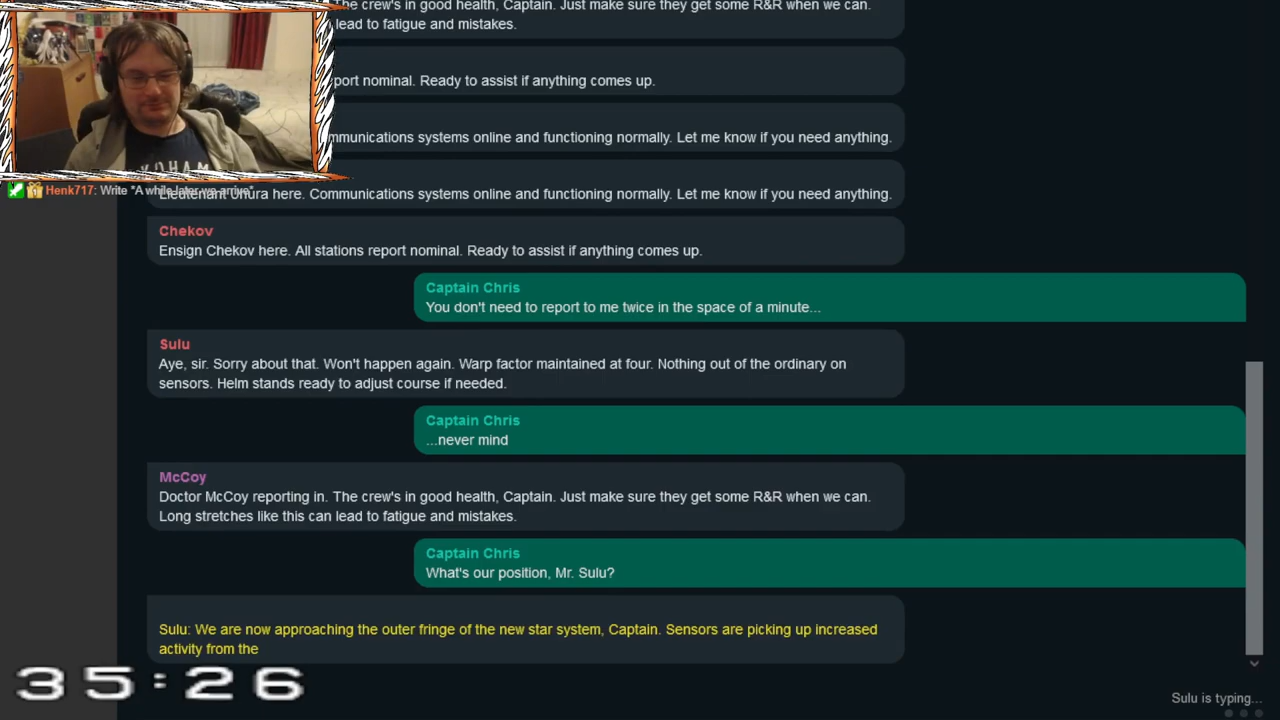 he crew's in good health, Captain. Just make sure they get some R&R when we can.
lead to fatigue and mistakes.
port nominal. Ready to assist if anything comes up.
mmunications systems online and functioning normally. Let me know if you need anything.
Henk717: Write *A while later we arrive*
Lieutenant Uhura here. Communications systems online and functioning normally. Let me know if you need anything.
Chekov
Ensign Chekov here. All stations report nominal. Ready to assist if anything comes up.
Captain Chris
You don't need to report to me twice in the space of a minute...
Sulu
Aye, sir. Sorry about that. Won't happen again. Warp factor maintained at four. Nothing out of the ordinary on
sensors. Helm stands ready to adjust course if needed.
Captain Chris
...never mind
McCoy
Doctor McCoy reporting in. The crew's in good health, Captain. Just make sure they get some R&R when we can.
Long stretches like this can lead to fatigue and mistakes.
Captain Chris
What's our position, Mr. Sulu?
Sulu: We are now approaching the outer fringe of the new star system, Captain. Sensors are picking up increased
activity from the
35:26
Sulu is typing...